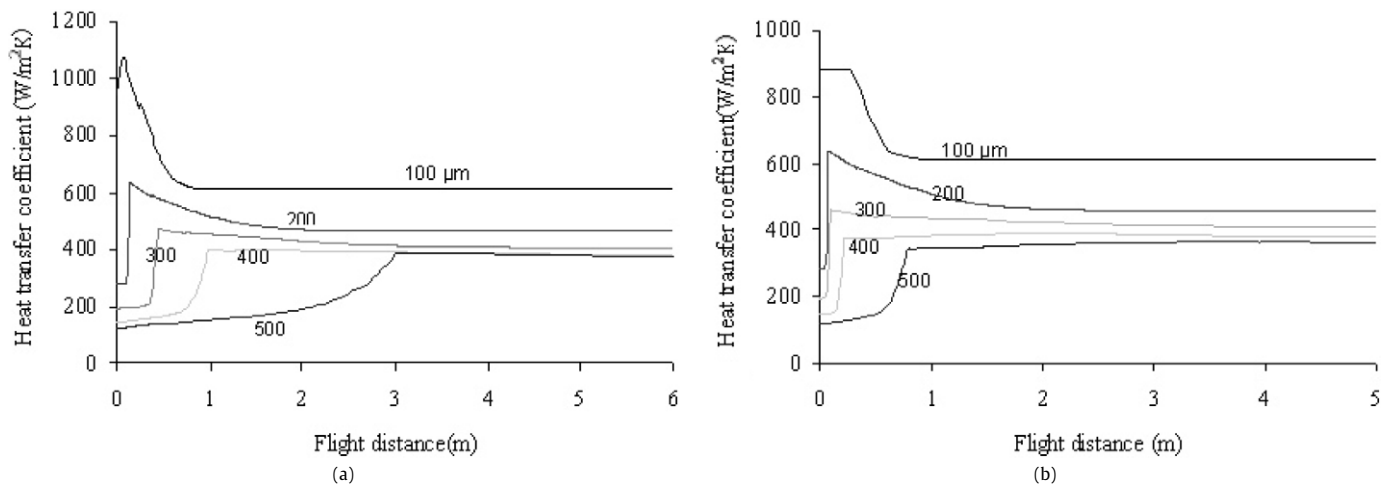 Heat transfer coefficient (W/m²K)
1200
1000
800
600
400
200
0
100 µm
200
300
400
500
0 1 2 3 4 5 6
Flight distance(m)
(a)
Heat transfer coefficient(W/m²K)
1000
800
600
400
200
0
100 µm
200
300
400
500
0 1 2 3 4 5
Flight distance (m)
(b)